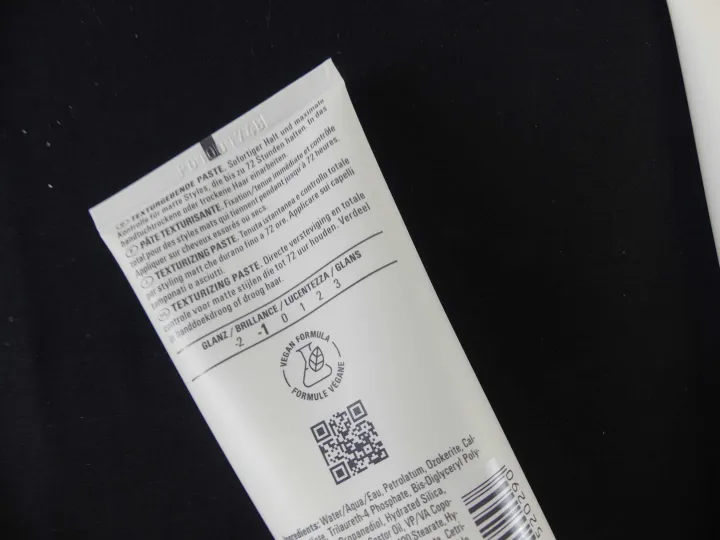 TEXTURGEBENDE PASTE. Sofortiger Halt und maximale
Kontrolle für matte Styles, die bis zu 72 Stunden halten. In das
handtuchtrockene oder trockene Haar einarbeiten.
PÂTE TEXTURISANTE. Fixation/tenue immédiate et contrôle
total pour des styles mats qui tiennent pendant jusqu'à 72 heures.
Appliquer sur cheveux essorés ou secs.
TEXTURIZING PASTE. Tenuta istantanea e controllo totale
per styling matt che durano fino a 72 ore. Applicare sui capelli
tamponati e asciutti.
TEXTURIZING PASTE. Directe versteviging en totale
controle voor matte stijlen die tot 72 uur houden. Verdeel
in handdoekdrog of droog haar.
GLANZ / BRILLANCE / LUCENTEZZA / GLANS
-2 -1 0 1 2 3
VEGAN FORMULA
FORMULE VEGANE
Ingredients: Water/Aqua/Eau, Petrolatum, Ozokerite, Cal-
Trilaureth-4 Phosphate, Bis-Diglyceryl Poly-
Propanediol, Hydrated Silica,
Castor Oil, VP/VA Copo-
Stearate, Hy-